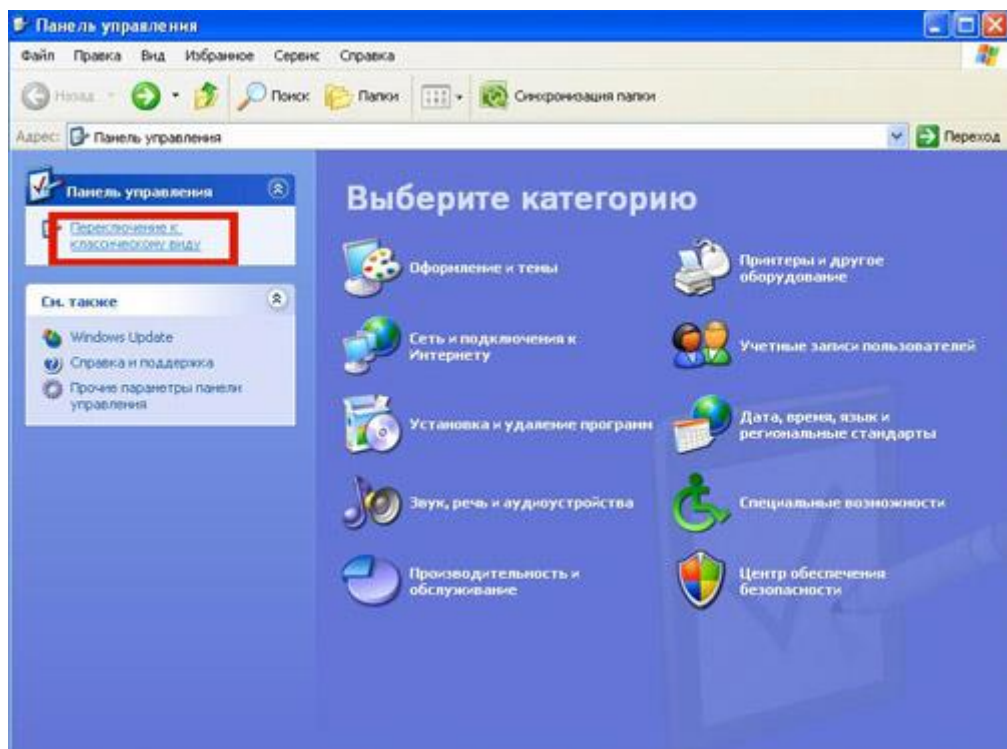 Панель управления
Файл Правка Вид Избранное Сервис Справка
Назад Поиск Папки Синхронизация папки
Адрес: Панель управления Переход
Панель управления
Переключение к
классическому виду
См. также
Windows Update
Справка и поддержка
Прочие параметры панели
управления
Выберите категорию
Оформление и темы
Принтеры и другое
оборудование
Сеть и подключения к
Интернету
Учетные записи пользователей
Установка и удаление программ
Дата, время, язык и
региональные стандарты
Звук, речь и аудиоустройства
Специальные возможности
Производительность и
обслуживание
Центр обеспечения
безопасности